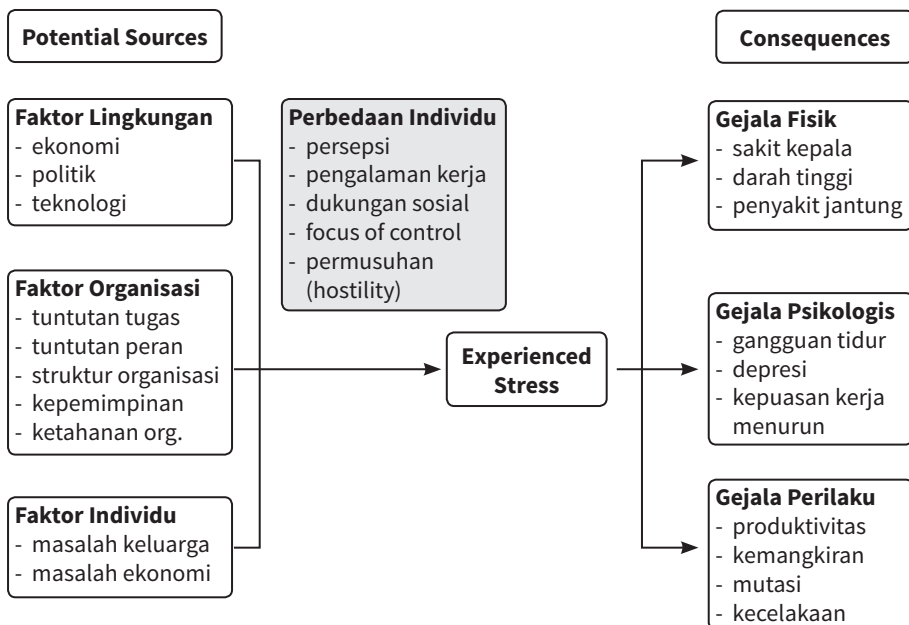 Potential Sources
Consequences
Faktor Lingkungan
- ekonomi
- politik
- teknologi
Perbedaan Individu
- persepsi
- pengalaman kerja
- dukungan sosial
- focus of control
- permusuhan
(hostility)
Gejala Fisik
- sakit kepala
- darah tinggi
- penyakit jantung
Faktor Organisasi
- tuntutan tugas
- tuntutan peran
- struktur organisasi
- kepemimpinan
- ketahanan org.
Experienced
Stress
Gejala Psikologis
- gangguan tidur
- depresi
- kepuasan kerja
menurun
Faktor Individu
- masalah keluarga
- masalah ekonomi
Gejala Perilaku
- produktivitas
- kemangkiran
- mutasi
- kecelakaan